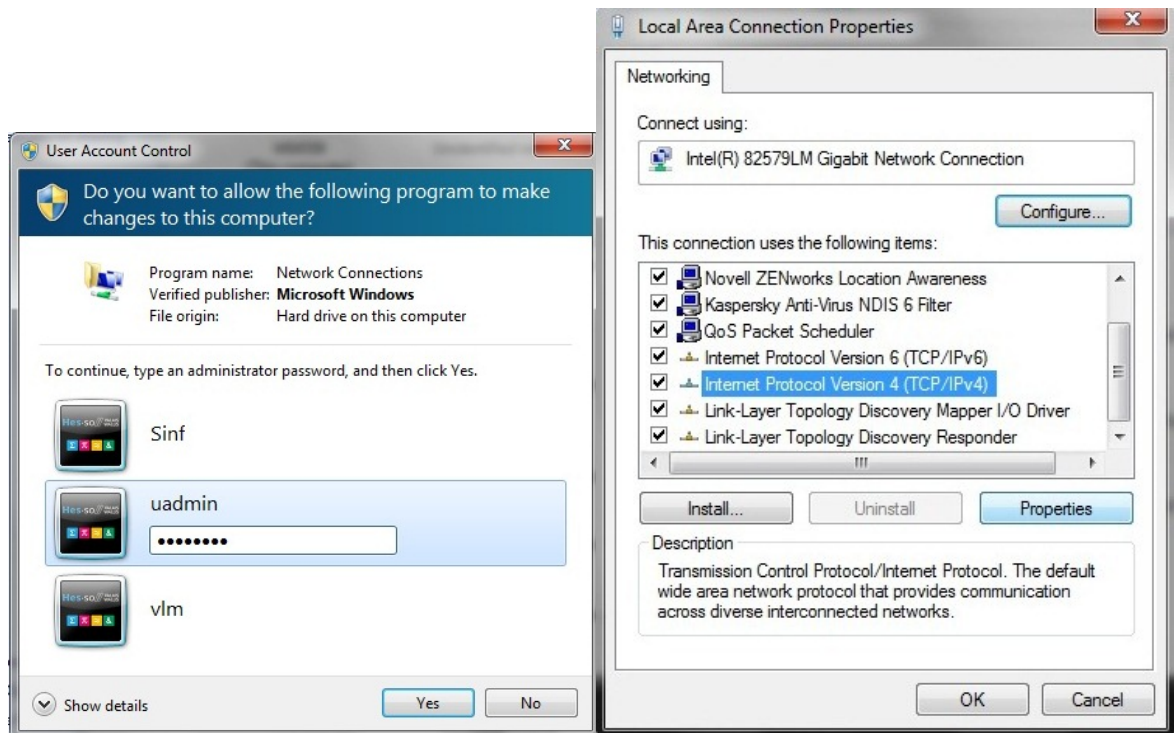 User Account Control
Do you want to allow the following program to make
changes to this computer?
Program name: Network Connections
Verified publisher: Microsoft Windows
File origin: Hard drive on this computer
To continue, type an administrator password, and then click Yes.
Hes-so
Sinf
Hes-so
uadmin
••••••••
Hes-so
vlm
Show details
Yes
No
Local Area Connection Properties
Networking
Connect using:
Intel(R) 82579LM Gigabit Network Connection
Configure...
This connection uses the following items:
Novell ZENworks Location Awareness
Kaspersky Anti-Virus NDIS 6 Filter
QoS Packet Scheduler
Internet Protocol Version 6 (TCP/IPv6)
Internet Protocol Version 4 (TCP/IPv4)
Link-Layer Topology Discovery Mapper I/O Driver
Link-Layer Topology Discovery Responder
Install...
Uninstall
Properties
Description
Transmission Control Protocol/Internet Protocol. The default
wide area network protocol that provides communication
across diverse interconnected networks.
OK
Cancel